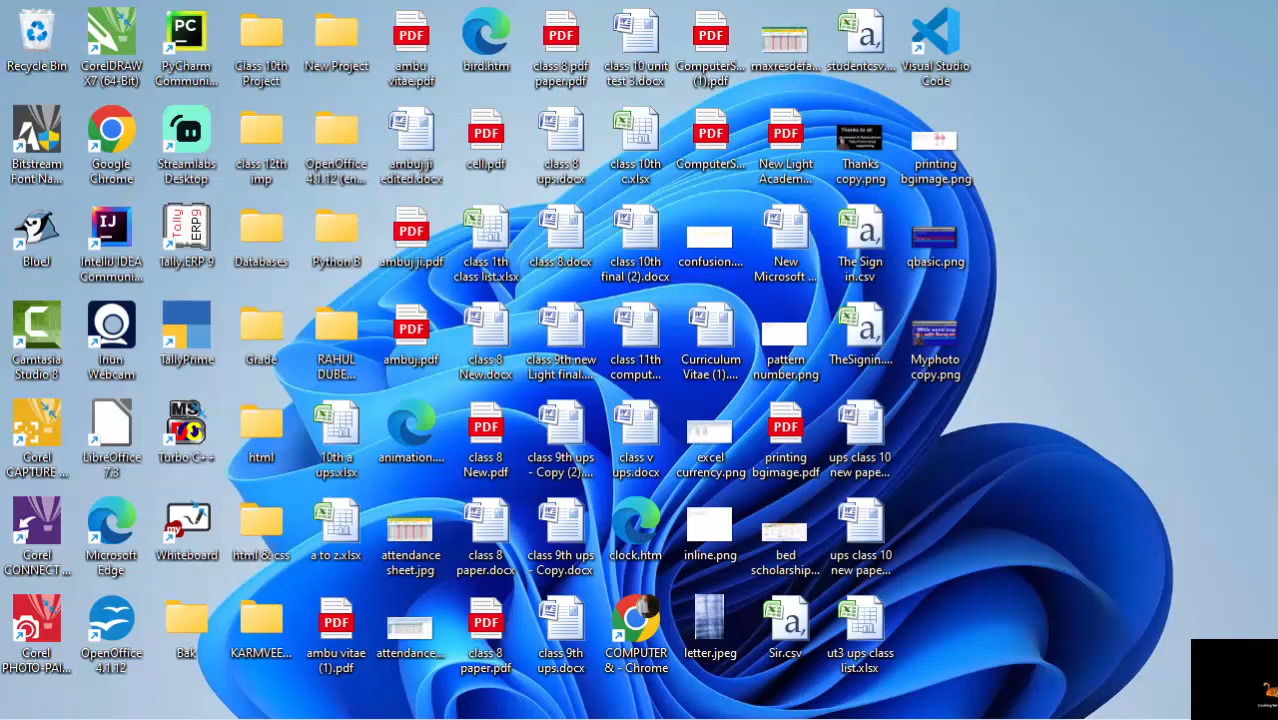 Recycle Bin
CorelDRAW
X7 (64-Bit)
PyCharm
Communi...
Class 10th
Project
New Project
ambu
vitae.pdf
bird.htm
class 8 pdf
paper.pdf
class 10 unit
test 3.docx
ComputerS...
(1).pdf
maxresdefa...
studentcsv....
Visual Studio
Code
Bitstream
Font Na...
Google
Chrome
Streamlabs
Desktop
class 12th
imp
OpenOffice
4.1.12 (en...
ambuj ji
edited.docx
cell.pdf
class 8
ups.docx
class 10th
c.xlsx
ComputerS...
New Light
Academ...
Thanks
copy.png
printing
bgimage.png
BlueJ
IntelliJ IDEA
Communi...
Tally.ERP 9
Databases
Python 3
ambuj ji.pdf
class 1th
class list.xlsx
class 8.docx
class 10th
final (2).docx
confusion....
New
Microsoft ...
The Sign
in.csv
qbasic.png
Camtasia
Studio 8
Iriun
Webcam
TallyPrime
Grade
RAHUL
DUBE...
ambuj.pdf
class 8
New.docx
class 9th new
Light final....
class 11th
comput...
Curriculum
Vitae (1)....
pattern
number.png
TheSignin....
Myphoto
copy.png
Corel
CAPTURE ...
LibreOffice
7.3
Turbo C++
html
10th a
ups.xlsx
animation....
class 8
New.pdf
class 9th ups
- Copy (2)....
class v
ups.docx
excel
currency.png
printing
bgimage.pdf
ups class 10
new pape...
Corel
CONNECT ...
Microsoft
Edge
Whiteboard
html & css
a to z.xlsx
attendance
sheet.jpg
class 8
paper.docx
class 9th ups
- Copy.docx
clock.htm
inline.png
bed
scholarship...
ups class 10
new pape...
Corel
PHOTO-PAI...
OpenOffice
4.1.12
Bak
KARMVEE...
ambu vitae
(1).pdf
attendance...
class 8
paper.pdf
class 9th
ups.docx
COMPUTER
& - Chrome
letter.jpeg
Sir.csv
ut3 ups class
list.xlsx